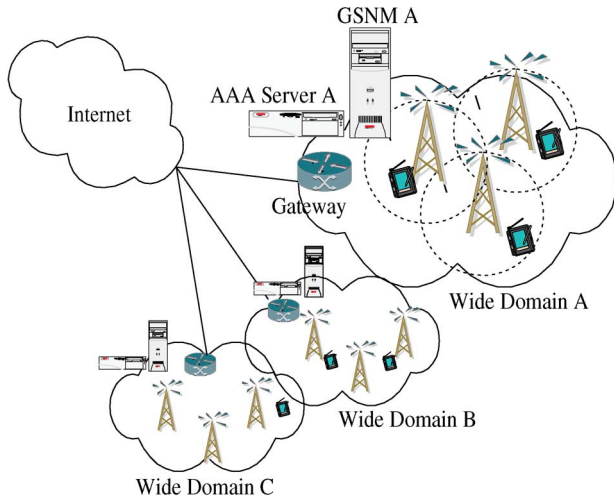 GSNM A
Internet
AAA Server A
Gateway
Wide Domain A
Wide Domain B
Wide Domain C